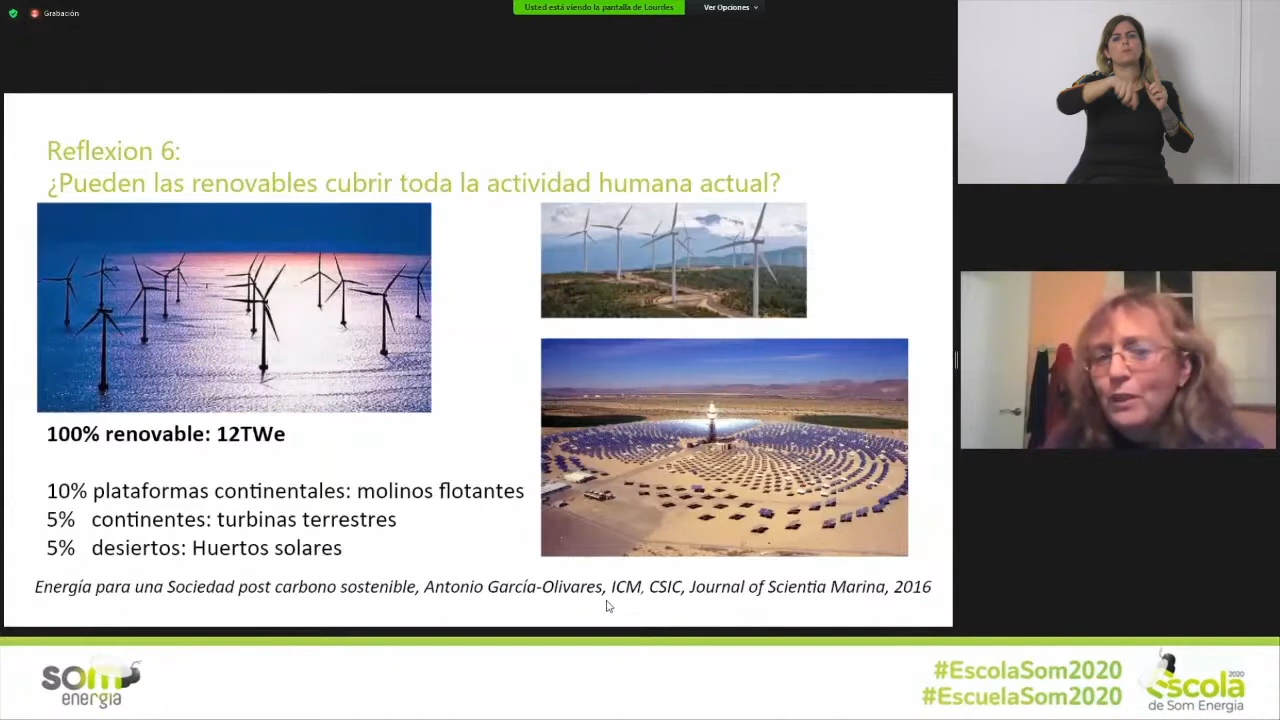 Grabación
Usted está viendo la pantalla de Lourdes
Ver Opciones
Reflexion 6:
¿Pueden las renovables cubrir toda la actividad humana actual?
100% renovable: 12TWe
10% plataformas continentales: molinos flotantes
5% continentes: turbinas terrestres
5% desiertos: Huertos solares
Energía para una Sociedad post carbono sostenible, Antonio García-Olivares, ICM, CSIC, Journal of Scientia Marina, 2016
som
energia
#EscolaSom2020
#EscuelaSom2020
2020
escola
de Som Energia